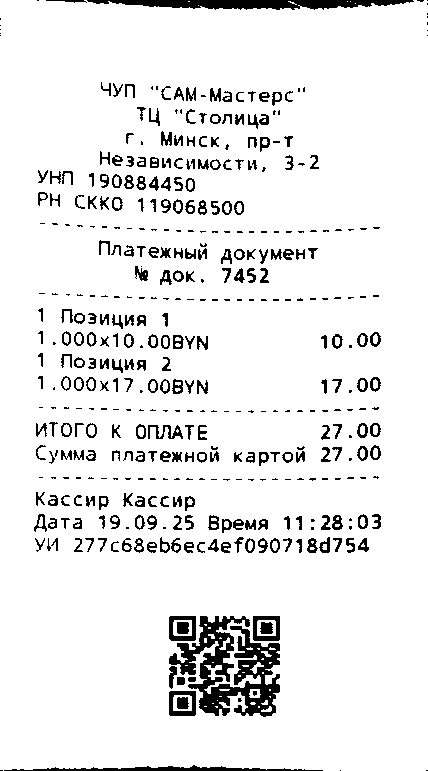 ЧУП "САМ-Мастерс"
ТЦ "Столица"
г. Минск, пр-т
Независимости, 3-2
УНП 190884450
РН СККО 119068500
Платежный документ
№ док. 7452
1 Позиция 1
1.000x10.00BYN 10.00
1 Позиция 2
1.000x17.00BYN 17.00
ИТОГО К ОПЛАТЕ 27.00
Сумма платежной картой 27.00
Кассир Кассир
Дата 19.09.25 Время 11:28:03
УИ 277c68eb6ec4ef090718d754